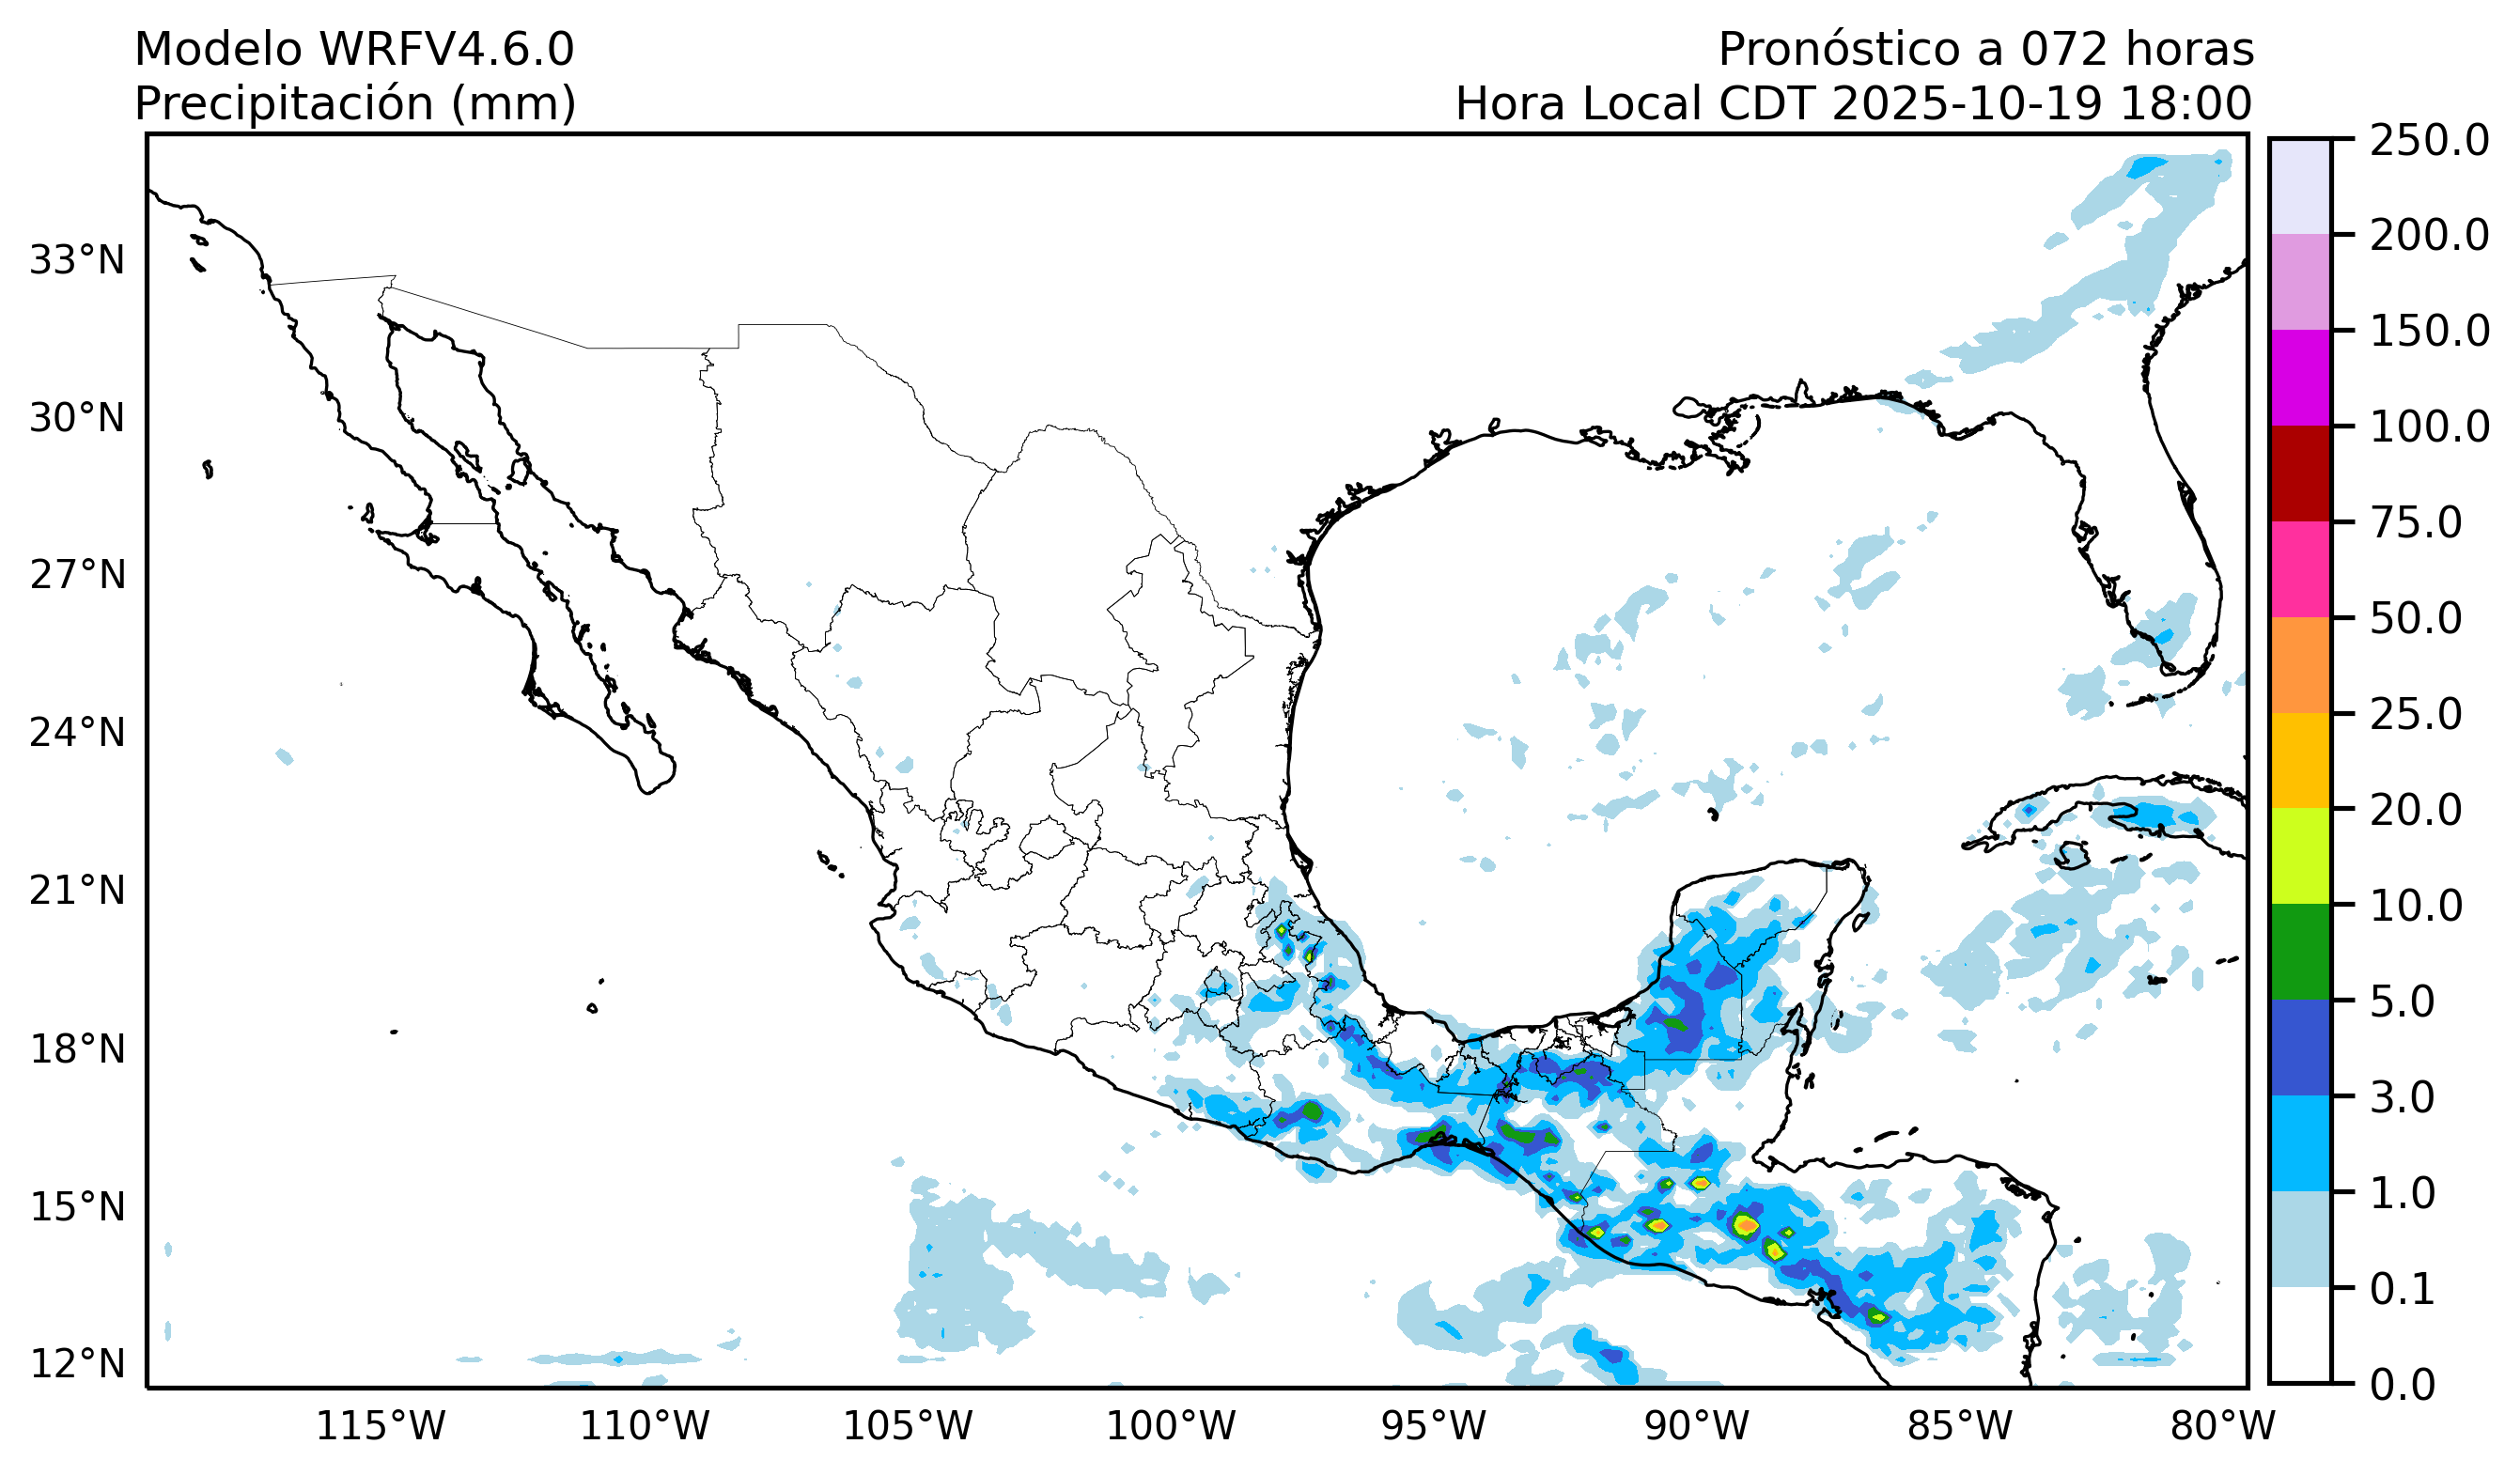 Modelo WRFV4.6.0
Pronóstico a 072 horas
Precipitación (mm)
Hora Local CDT 2025-10-19 18:00
33°N
30°N
27°N
24°N
21°N
18°N
15°N
12°N
115°W
110°W
105°W
100°W
95°W
90°W
85°W
80°W
250.0
200.0
150.0
100.0
75.0
50.0
25.0
20.0
10.0
5.0
3.0
1.0
0.1
0.0